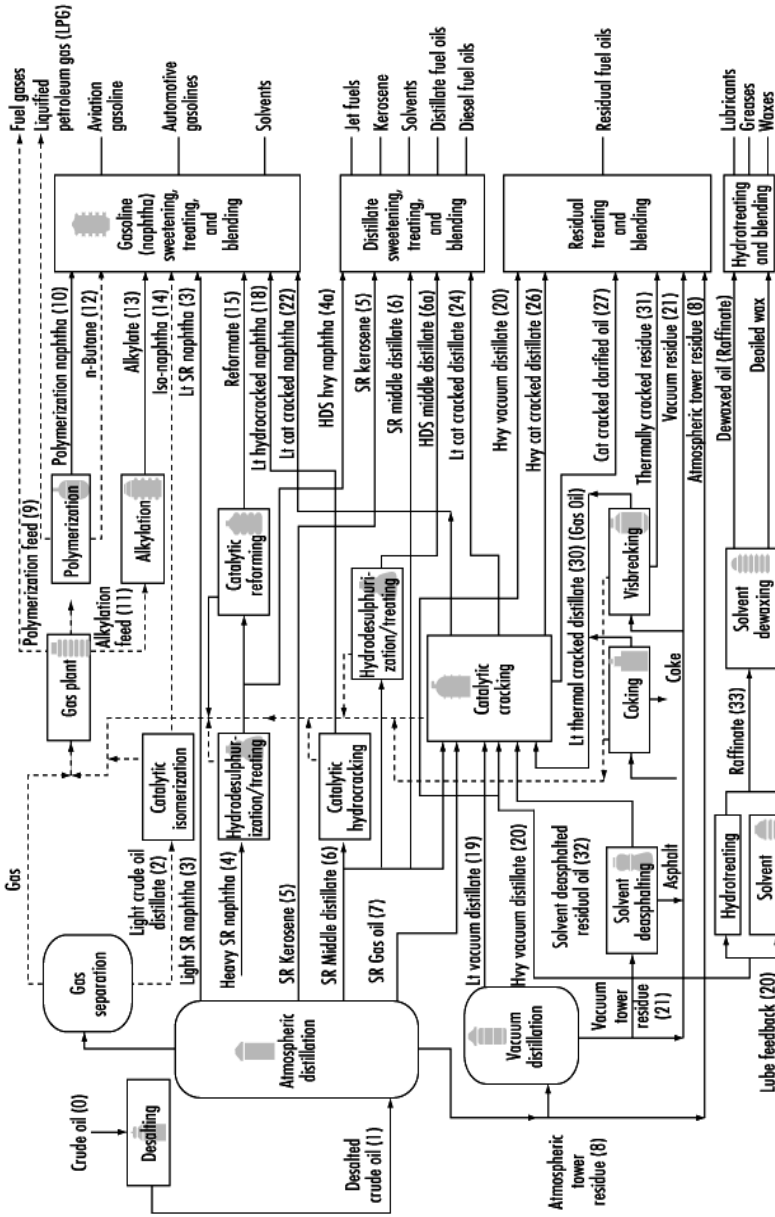 Crude oil (0)
Desalting
Desalted
crude oil (1)
Gas
separation
Gas
Light crude oil
distillate (2)
Atmospheric
distillation
Light SR naphtha (3)
Heavy SR naphtha (4)
SR Kerosene (5)
SR Middle distillate (6)
SR Gas oil (7)
Atmospheric
tower
residue (8)
Vacuum
distillation
Lt vacuum distillate (19)
Hvy vacuum distillate (20)
Vacuum
tower
residue
(21)
Lube feedback (20)
Gas plant
Catalytic
isomerization
Hydrodesulphur-
ization/treating
Catalytic
hydrocracking
Solvent deasphalted
residual oil (32)
Solvent
deasphalting
Asphalt
Hydrotreating
Solvent
Raffinate (33)
Polymerization feed (9)
Alkylation
feed (11)
Polymerization
Alkylation
Catalytic
reforming
Hydrodesulphuri-
zation/treating
Catalytic
cracking
Lt thermal cracked distillate (30) (Gas Oil)
Coking
Coke
Visbreaking
Solvent
dewaxing
Polymerization naphtha (10)
n-Butane (12)
Alkylate (13)
Iso-naphtha (14)
Lt SR naphtha (3)
Reformate (15)
Lt hydrocracked naphtha (18)
Lt cat cracked naphtha (22)
HDS hvy naphtha (4a)
SR kerosene (5)
SR middle distillate (6)
HDS middle distillate (6a)
Lt cat cracked distillate (24)
Hvy vacuum distillate (20)
Hvy cat cracked distillate (26)
Cat cracked clarified oil (27)
Thermally cracked residue (31)
Vacuum residue (21)
Atmospheric tower residue (8)
Dewaxed oil (Raffinate)
Deoiled wax
Gasoline
(naphtha)
sweetening,
treating,
and
blending
Distillate
sweetening,
treating,
and
blending
Residual
treating
and
blending
Hydrotreating
and blending
Fuel gases
Liquified
petroleum gas (LPG)
Aviation
gasoline
Automotive
gasolines
Solvents
Jet fuels
Kerosene
Solvents
Distillate fuel oils
Diesel fuel oils
Residual fuel oils
Lubricants
Greases
Waxes